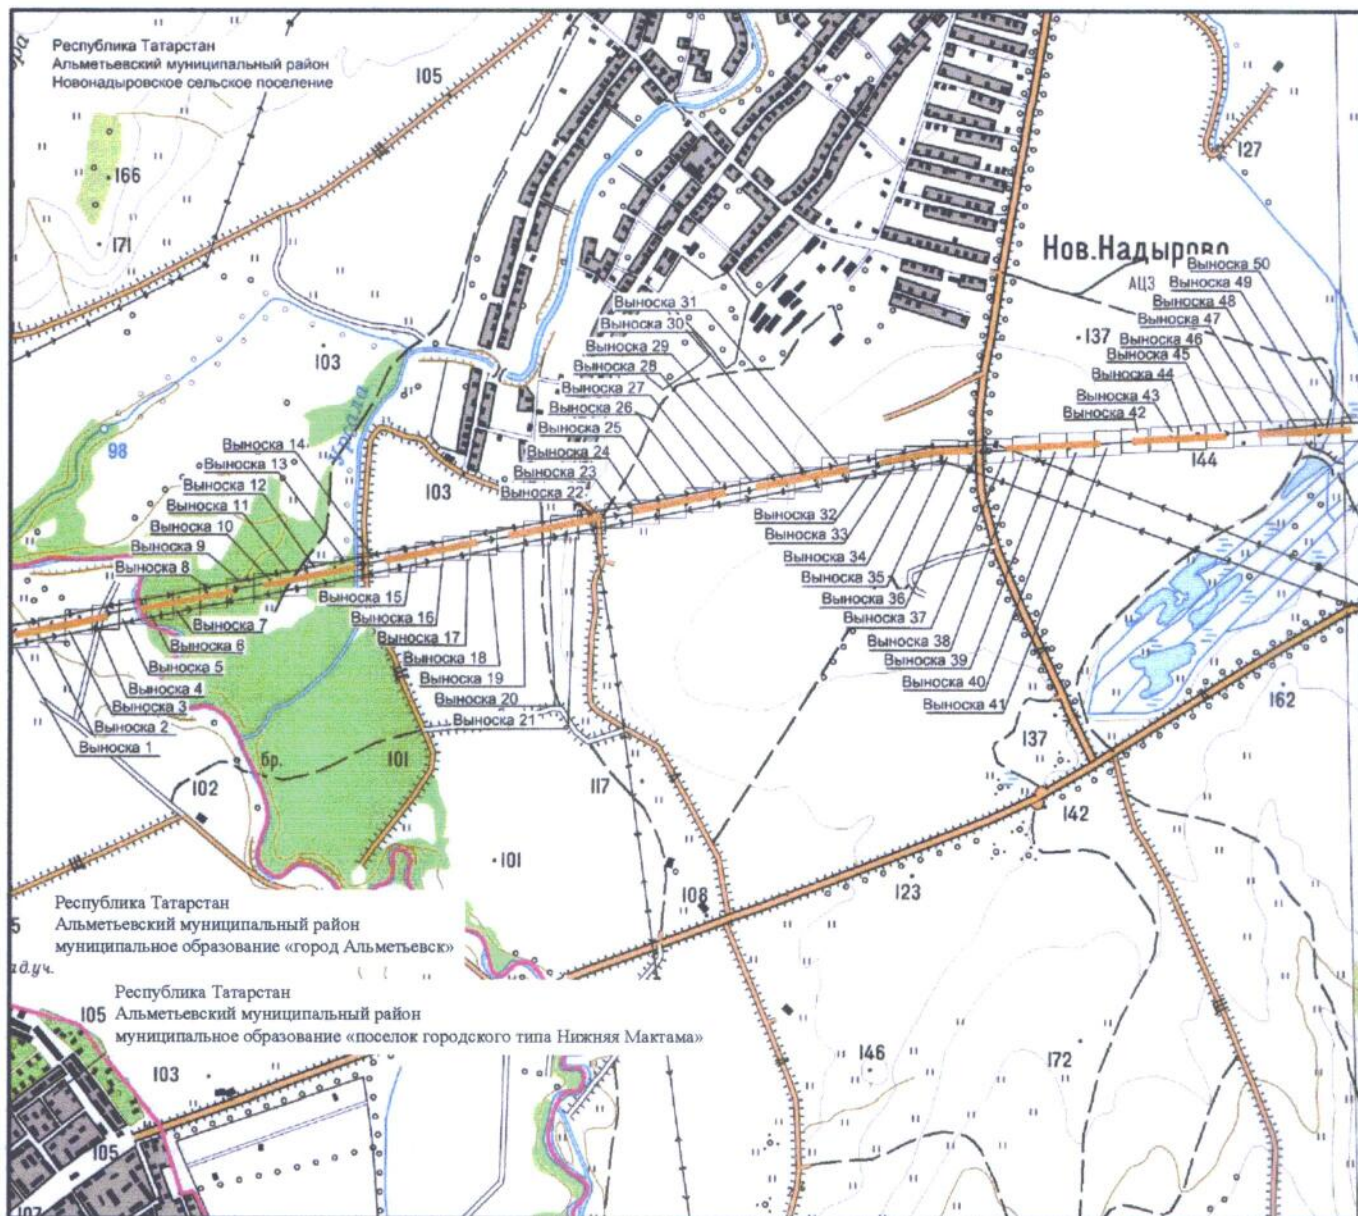 Республика Татарстан
Альметьевский муниципальный район
Новонадыровское сельское поселение
105
166
171
127
Нов.Надырово
АЦЗ
137
103
98
Урсала
103
144
Выноска 50
Выноска 49
Выноска 48
Выноска 47
Выноска 46
Выноска 45
Выноска 44
Выноска 43
Выноска 42
Выноска 31
Выноска 30
Выноска 29
Выноска 28
Выноска 27
Выноска 26
Выноска 25
Выноска 24
Выноска 23
Выноска 22
Выноска 14
Выноска 13
Выноска 12
Выноска 11
Выноска 10
Выноска 9
Выноска 8
Выноска 7
Выноска 6
Выноска 5
Выноска 4
Выноска 3
Выноска 2
Выноска 1
Выноска 15
Выноска 16
Выноска 17
Выноска 18
Выноска 19
Выноска 20
Выноска 21
Выноска 32
Выноска 33
Выноска 34
Выноска 35
Выноска 36
Выноска 37
Выноска 38
Выноска 39
Выноска 40
Выноска 41
162
137
бр.
101
102
117
142
101
108
123
Республика Татарстан
Альметьевский муниципальный район
муниципальное образование «город Альметьевск»
5
ад.уч.
Республика Татарстан
105
Альметьевский муниципальный район
муниципальное образование «поселок городского типа Нижняя Мактама»
103
146
172
105
107